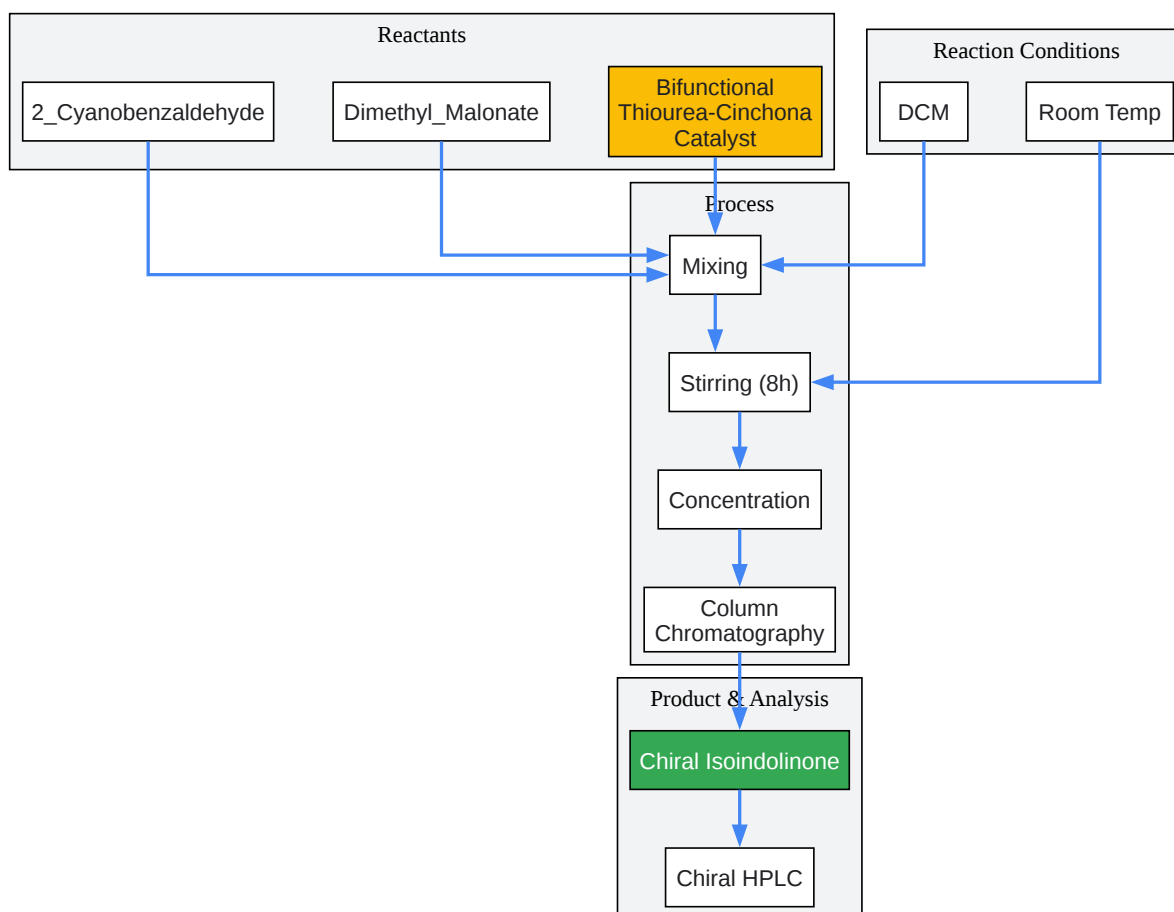 Reactants
2_Cyanobenzaldehyde
Dimethyl_Malonate
Bifunctional
Thiourea-Cinchona
Catalyst
Reaction Conditions
DCM
Room Temp
Process
Mixing
Stirring (8h)
Concentration
Column
Chromatography
Product & Analysis
Chiral Isoindolinone
Chiral HPLC